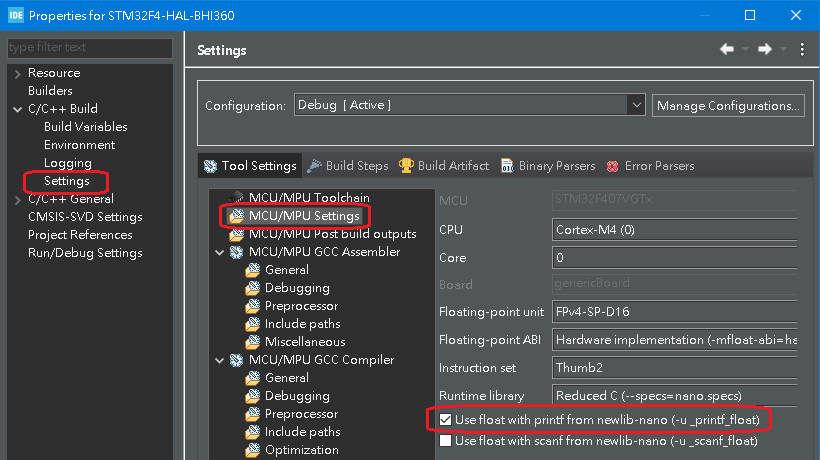 IDE Properties for STM32F4-HAL-BHI360
type filter text
Resource
Builders
C/C++ Build
Build Variables
Environment
Logging
Settings
C/C++ General
CMSIS-SVD Settings
Project References
Run/Debug Settings
Settings
Configuration: Debug [ Active ] Manage Configurations...
Tool Settings Build Steps Build Artifact Binary Parsers Error Parsers
MCU/MPU Toolchain
MCU/MPU Settings
MCU/MPU Post build outputs
MCU/MPU GCC Assembler
General
Debugging
Preprocessor
Include paths
Miscellaneous
MCU/MPU GCC Compiler
General
Debugging
Preprocessor
Include paths
Optimization
MCU STM32F407VGTx
CPU Cortex-M4 (0)
Core 0
Board genericBoard
Floating-point unit FPv4-SP-D16
Floating-point ABI Hardware implementation (-mfloat-abi=ha
Instruction set Thumb2
Runtime library Reduced C (--specs=nano.specs)
Use float with printf from newlib-nano (-u _printf_float)
Use float with scanf from newlib-nano (-u _scanf_float)